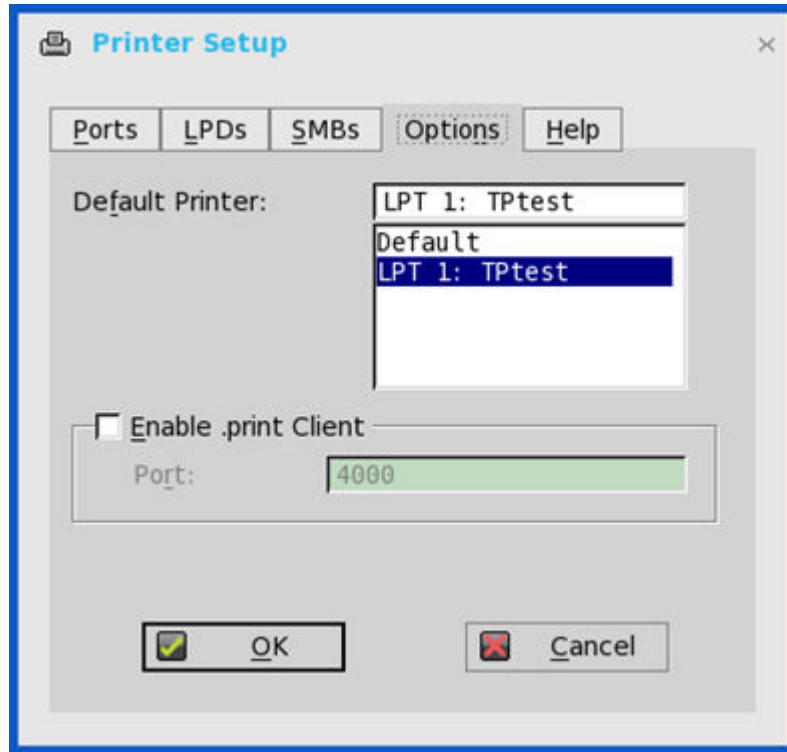 Printer Setup
Ports LPDs SMBs Options Help
Default Printer: LPT 1: TPtest
Default
LPT 1: TPtest
Enable .print Client
Port: 4000
OK Cancel